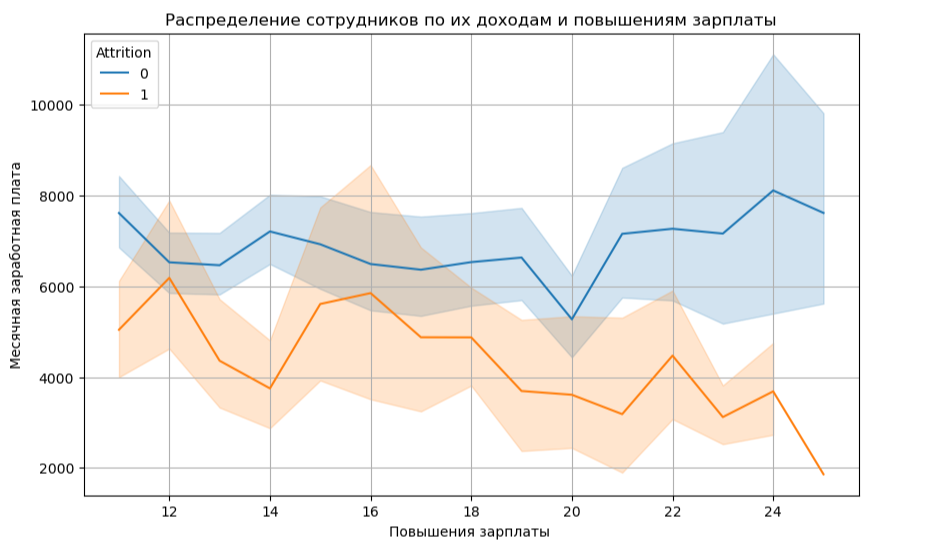 Распределение сотрудников по их доходам и повышениям зарплаты
Attrition
0
1
Месячная заработная плата
10000
8000
6000
4000
2000
12 14 16 18 20 22 24
Повышения зарплаты